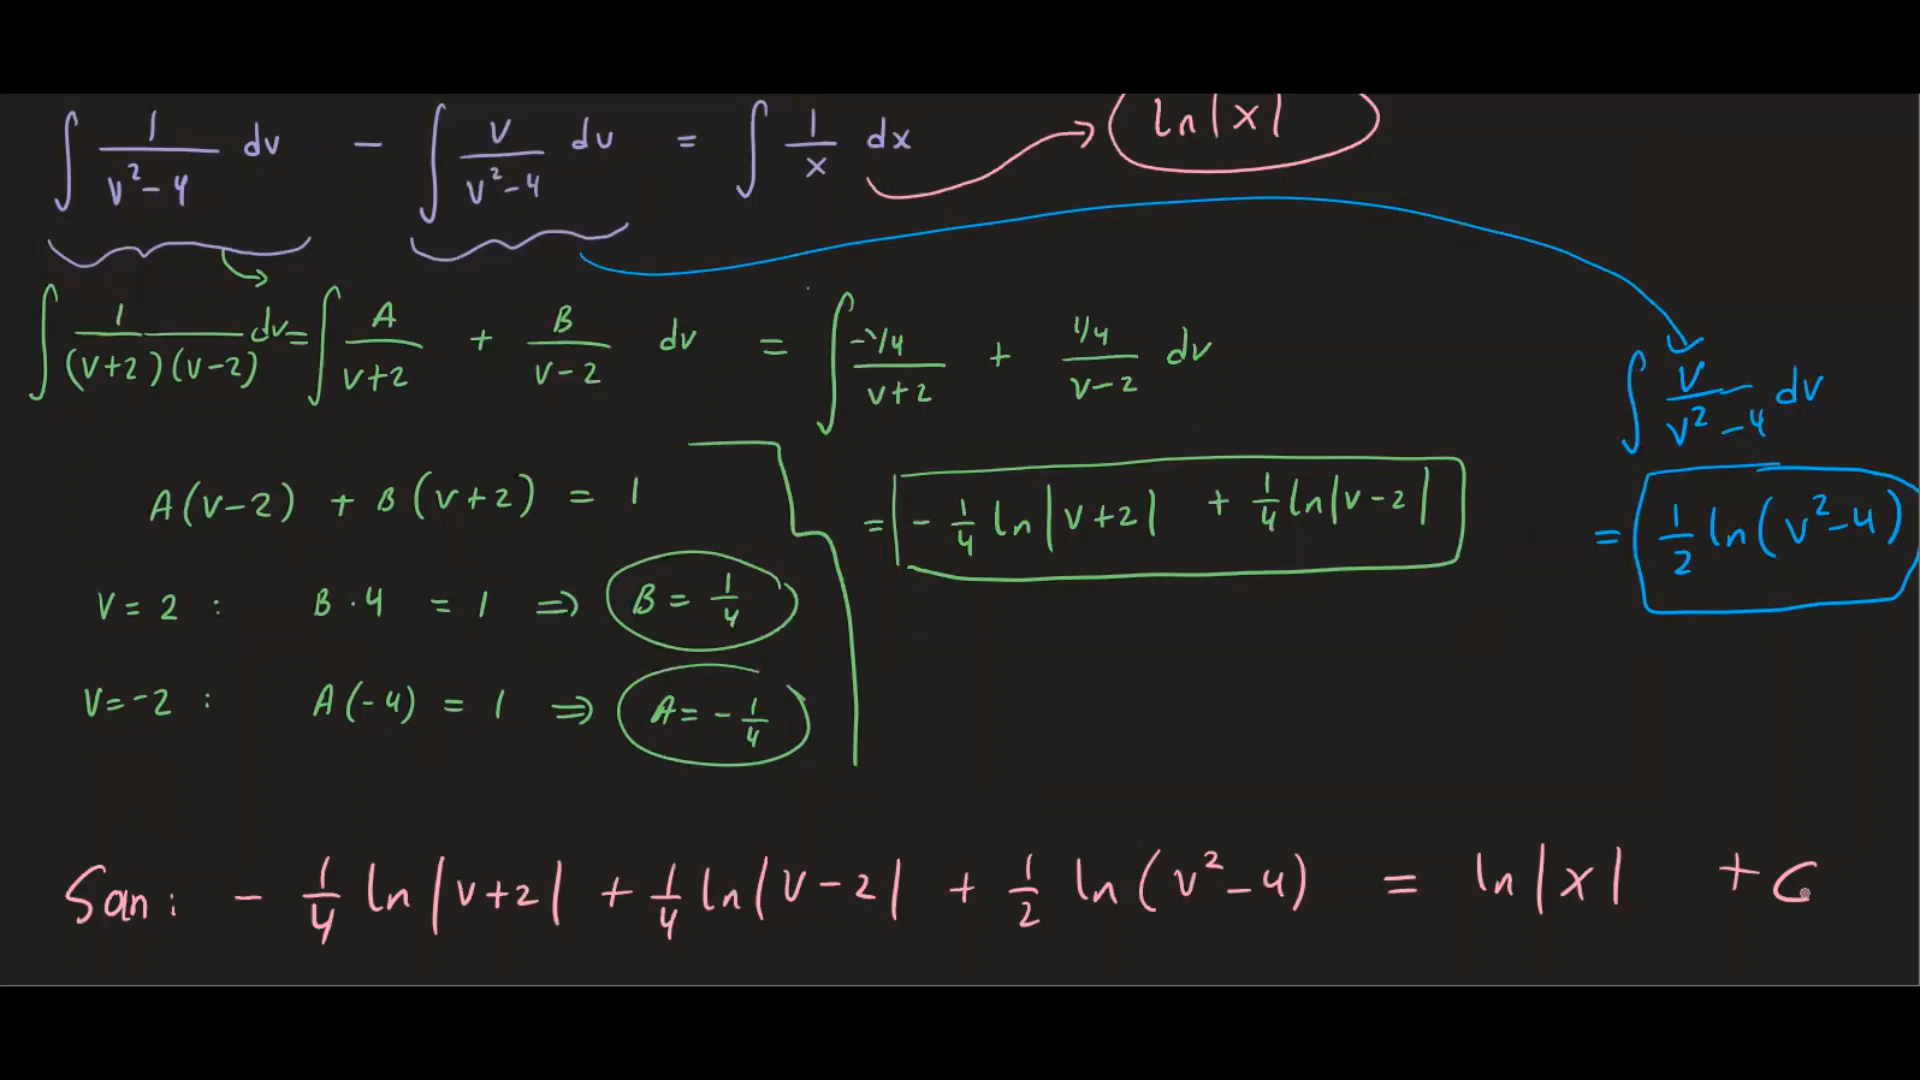 ∫ 1/(v²-4) dv - ∫ v/(v²-4) dv = ∫ 1/x dx → ln|x|
∫ 1/((v+2)(v-2)) dv = ∫ A/(v+2) + B/(v-2) dv = ∫ (-1/4)/(v+2) + (1/4)/(v-2) dv
∫ v/(v²-4) dv
A(v-2) + B(v+2) = 1
= -1/4 ln|v+2| + 1/4 ln|v-2|
= 1/2 ln(v²-4)
v=2 : B·4 = 1 ⇒ B = 1/4
v=-2 : A(-4) = 1 ⇒ A = -1/4
San: - 1/4 ln|v+2| + 1/4 ln|v-2| + 1/2 ln(v²-4) = ln|x| + C